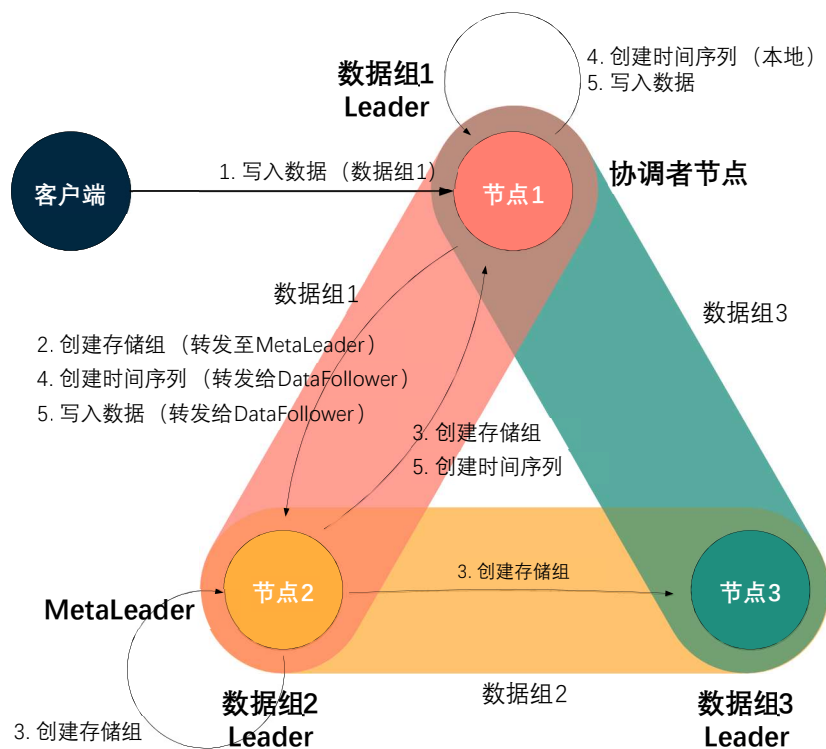 数据组1
Leader
4. 创建时间序列（本地）
5. 写入数据
客户端
1. 写入数据（数据组1）
节点1
协调者节点
数据组1
数据组3
2. 创建存储组（转发至MetaLeader）
4. 创建时间序列（转发给DataFollower）
5. 写入数据（转发给DataFollower）
3. 创建存储组
5. 创建时间序列
节点2
3. 创建存储组
节点3
MetaLeader
数据组2
Leader
数据组2
数据组3
Leader
3. 创建存储组